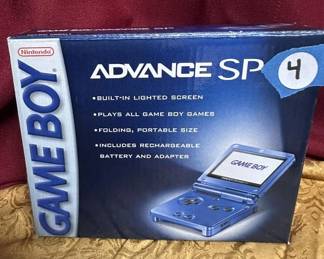 Nintendo
GAME BOY
ADVANCE SP
4
•BUILT-IN LIGHTED SCREEN
•PLAYS ALL GAME BOY GAMES
•FOLDING, PORTABLE SIZE
•INCLUDES RECHARGEABLE
BATTERY AND ADAPTER
GAME BOY